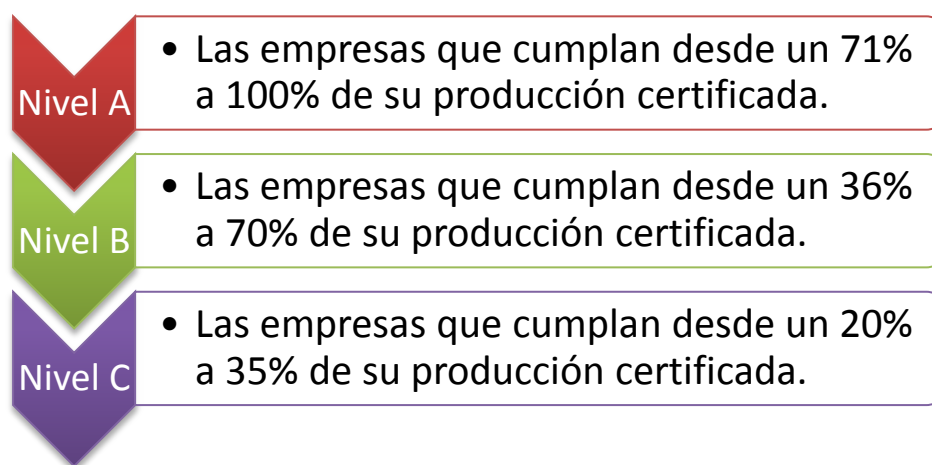 Nivel A
• Las empresas que cumplan desde un 71%
a 100% de su producción certificada.
Nivel B
• Las empresas que cumplan desde un 36%
a 70% de su producción certificada.
Nivel C
• Las empresas que cumplan desde un 20%
a 35% de su producción certificada.